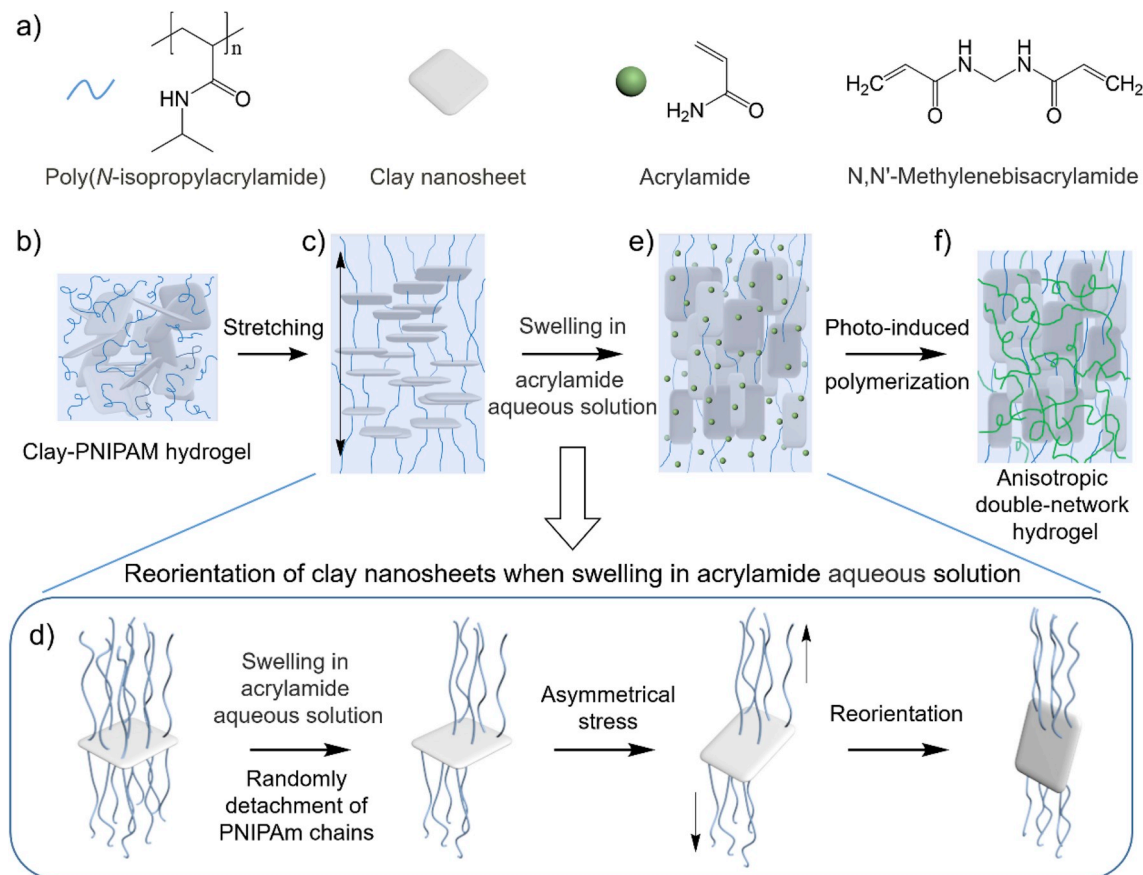 a)
n
HN
O
H₂N
O
H₂C
O
H
N
H
N
O
CH₂
Poly(N-isopropylacrylamide)
Clay nanosheet
Acrylamide
N,N'-Methylenebisacrylamide
b)
Clay-PNIPAM hydrogel
Stretching
c)
Swelling in
acrylamide
aqueous solution
e)
Photo-induced
polymerization
f)
Anisotropic
double-network
hydrogel
Reorientation of clay nanosheets when swelling in acrylamide aqueous solution
d)
Swelling in
acrylamide
aqueous solution
Randomly
detachment of
PNIPAm chains
Asymmetrical
stress
Reorientation